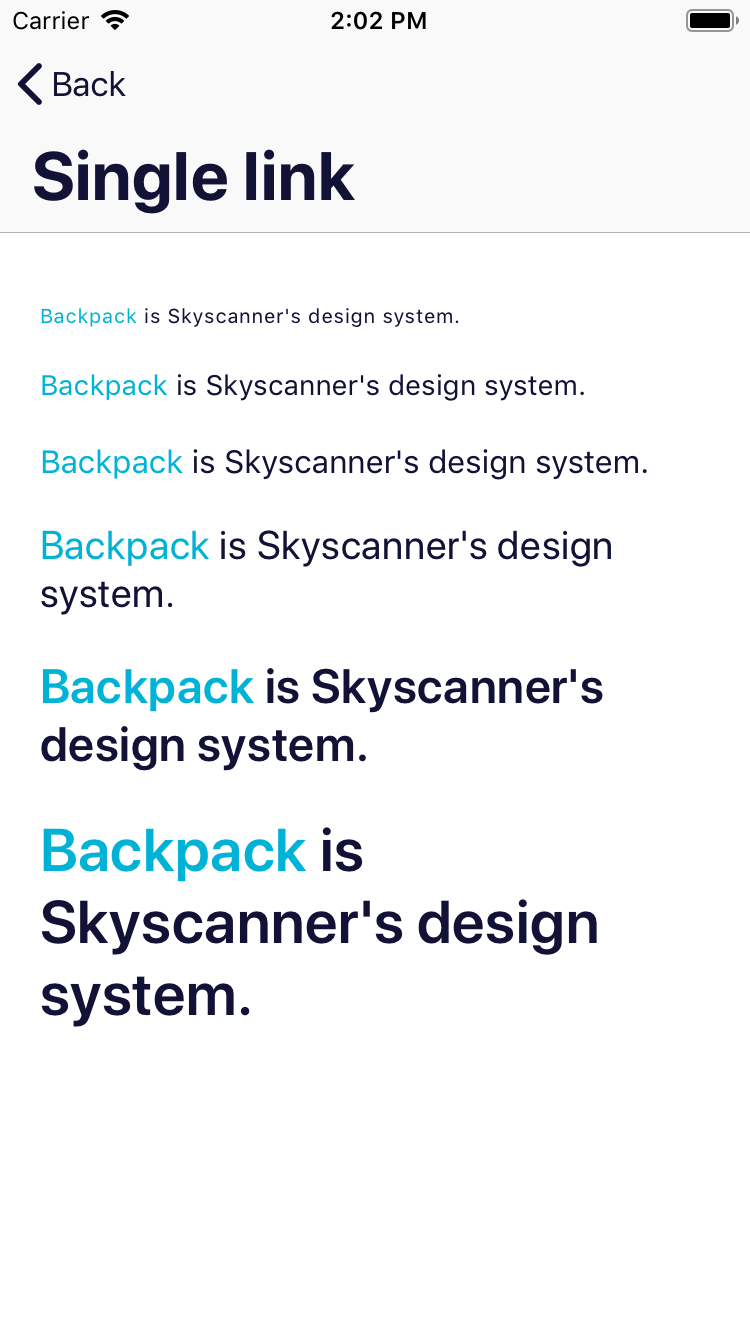 Carrier 2:02 PM
Back
Single link
Backpack is Skyscanner's design system.
Backpack is Skyscanner's design system.
Backpack is Skyscanner's design system.
Backpack is Skyscanner's design
system.
Backpack is Skyscanner's
design system.
Backpack is
Skyscanner's design
system.